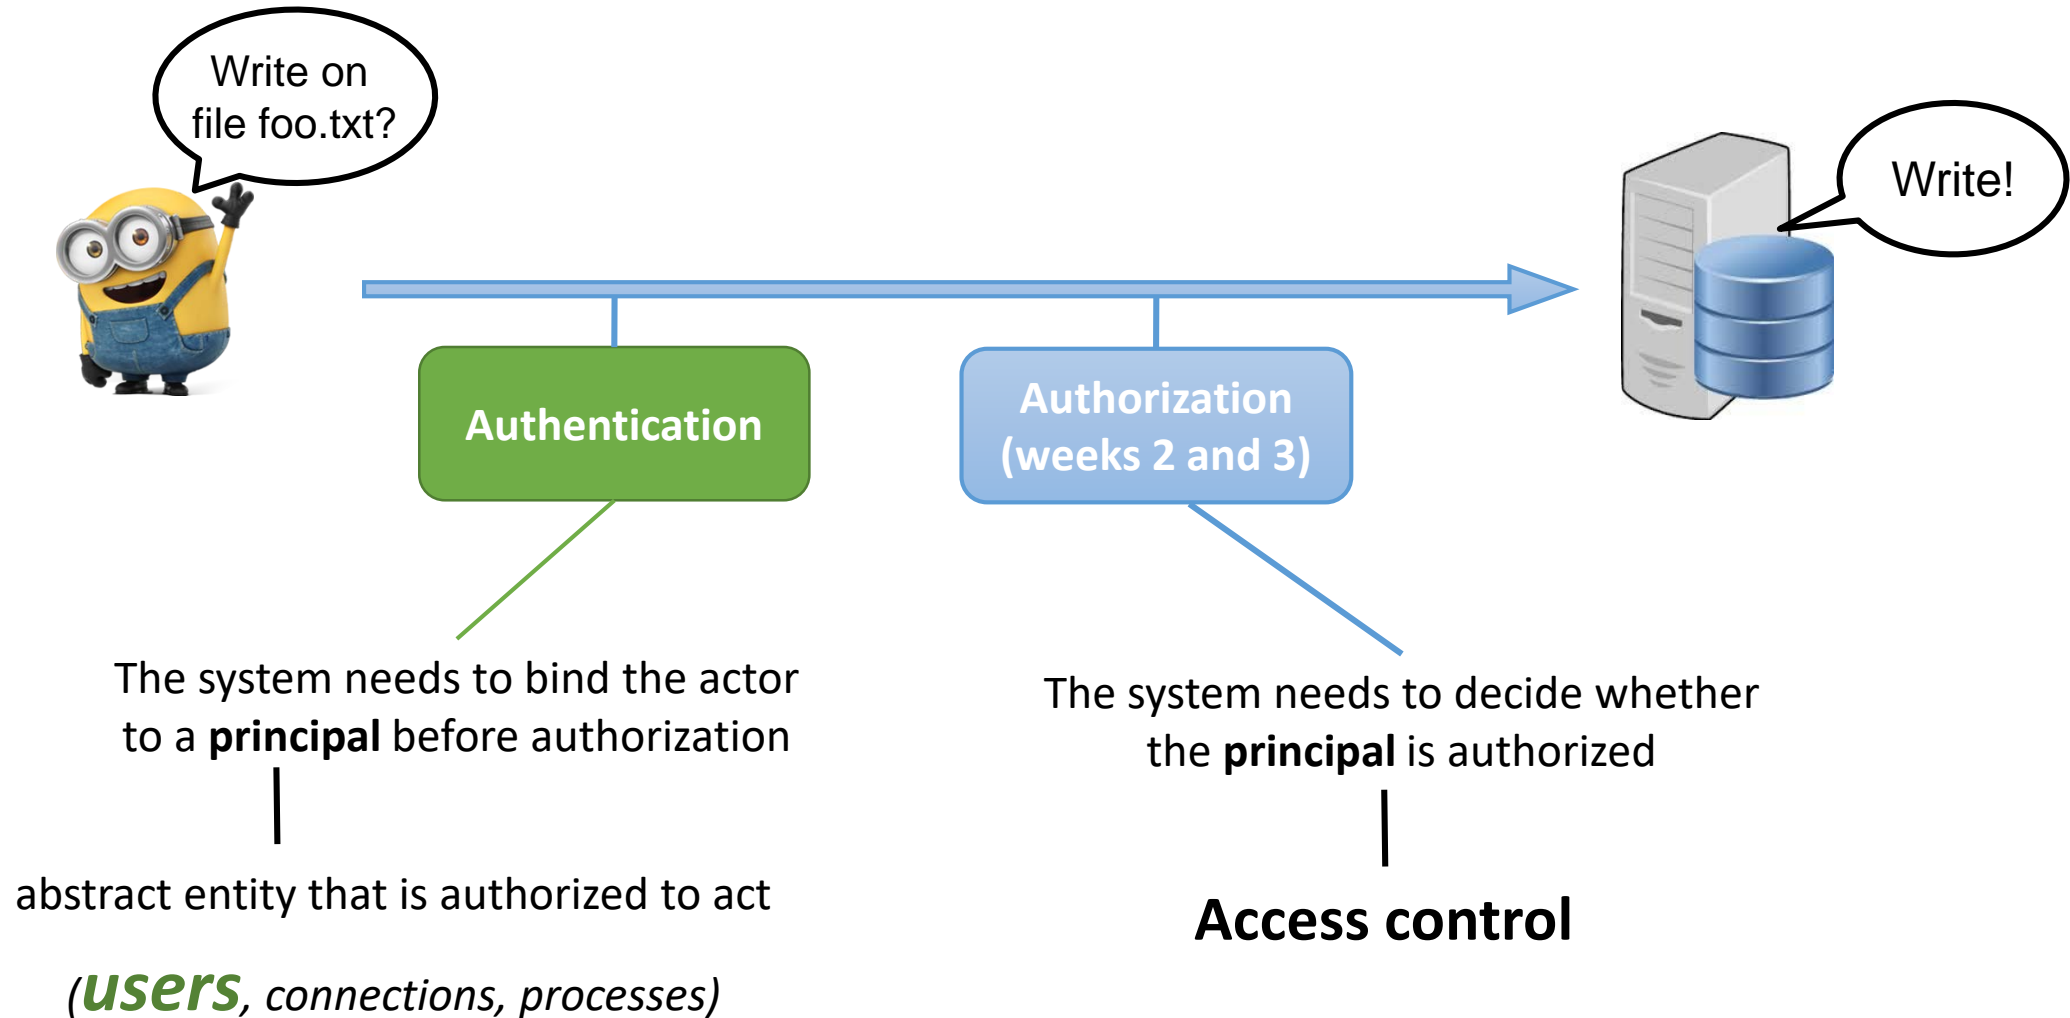 Write on
file foo.txt?
Write!
Authentication
Authorization
(weeks 2 and 3)
The system needs to bind the actor
to a principal before authorization
abstract entity that is authorized to act
(users, connections, processes)
The system needs to decide whether
the principal is authorized
Access control